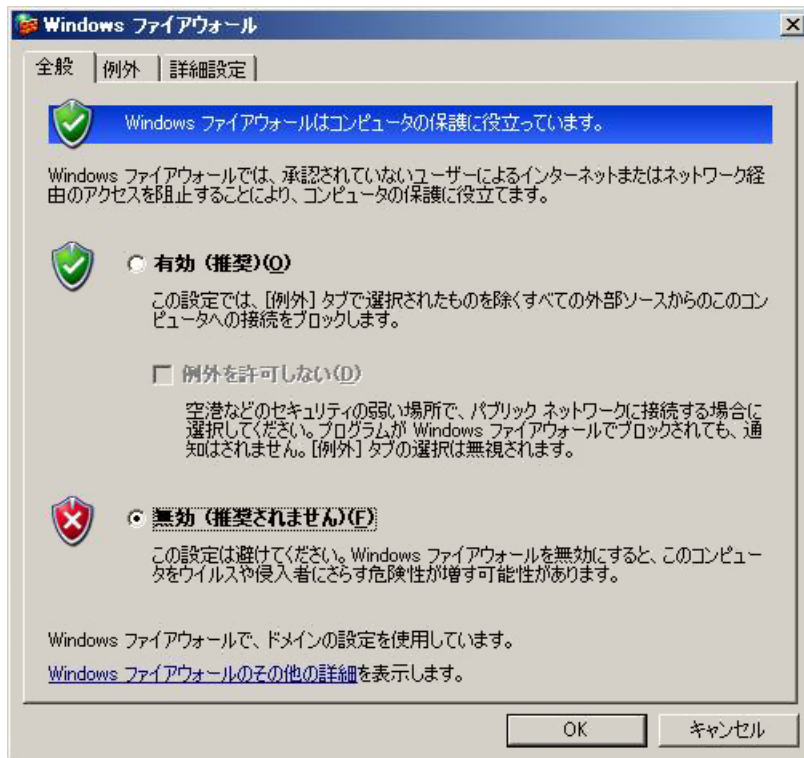 Windows ファイアウォール
全般
例外
詳細設定
Windows ファイアウォールはコンピュータの保護に役立っています。
Windows ファイアウォールでは、承認されていないユーザーによるインターネットまたはネットワーク経
由のアクセスを阻止することにより、コンピュータの保護に役立てます。
有効 (推奨)(O)
この設定では、[例外] タブで選択されたものを除くすべての外部ソースからのこのコン
ピュータへの接続をブロックします。
例外を許可しない(D)
空港などのセキュリティの弱い場所で、パブリック ネットワークに接続する場合に
選択してください。プログラムが Windows ファイアウォールでブロックされても、通
知はされません。[例外] タブの選択は無視されます。
無効 (推奨されません)(F)
この設定は避けてください。Windows ファイアウォールを無効にすると、このコンピュー
タをウイルスや侵入者にさらす危険性が増す可能性があります。
Windows ファイアウォールで、ドメインの設定を使用しています。
Windows ファイアウォールのその他の詳細を表示します。
OK
キャンセル